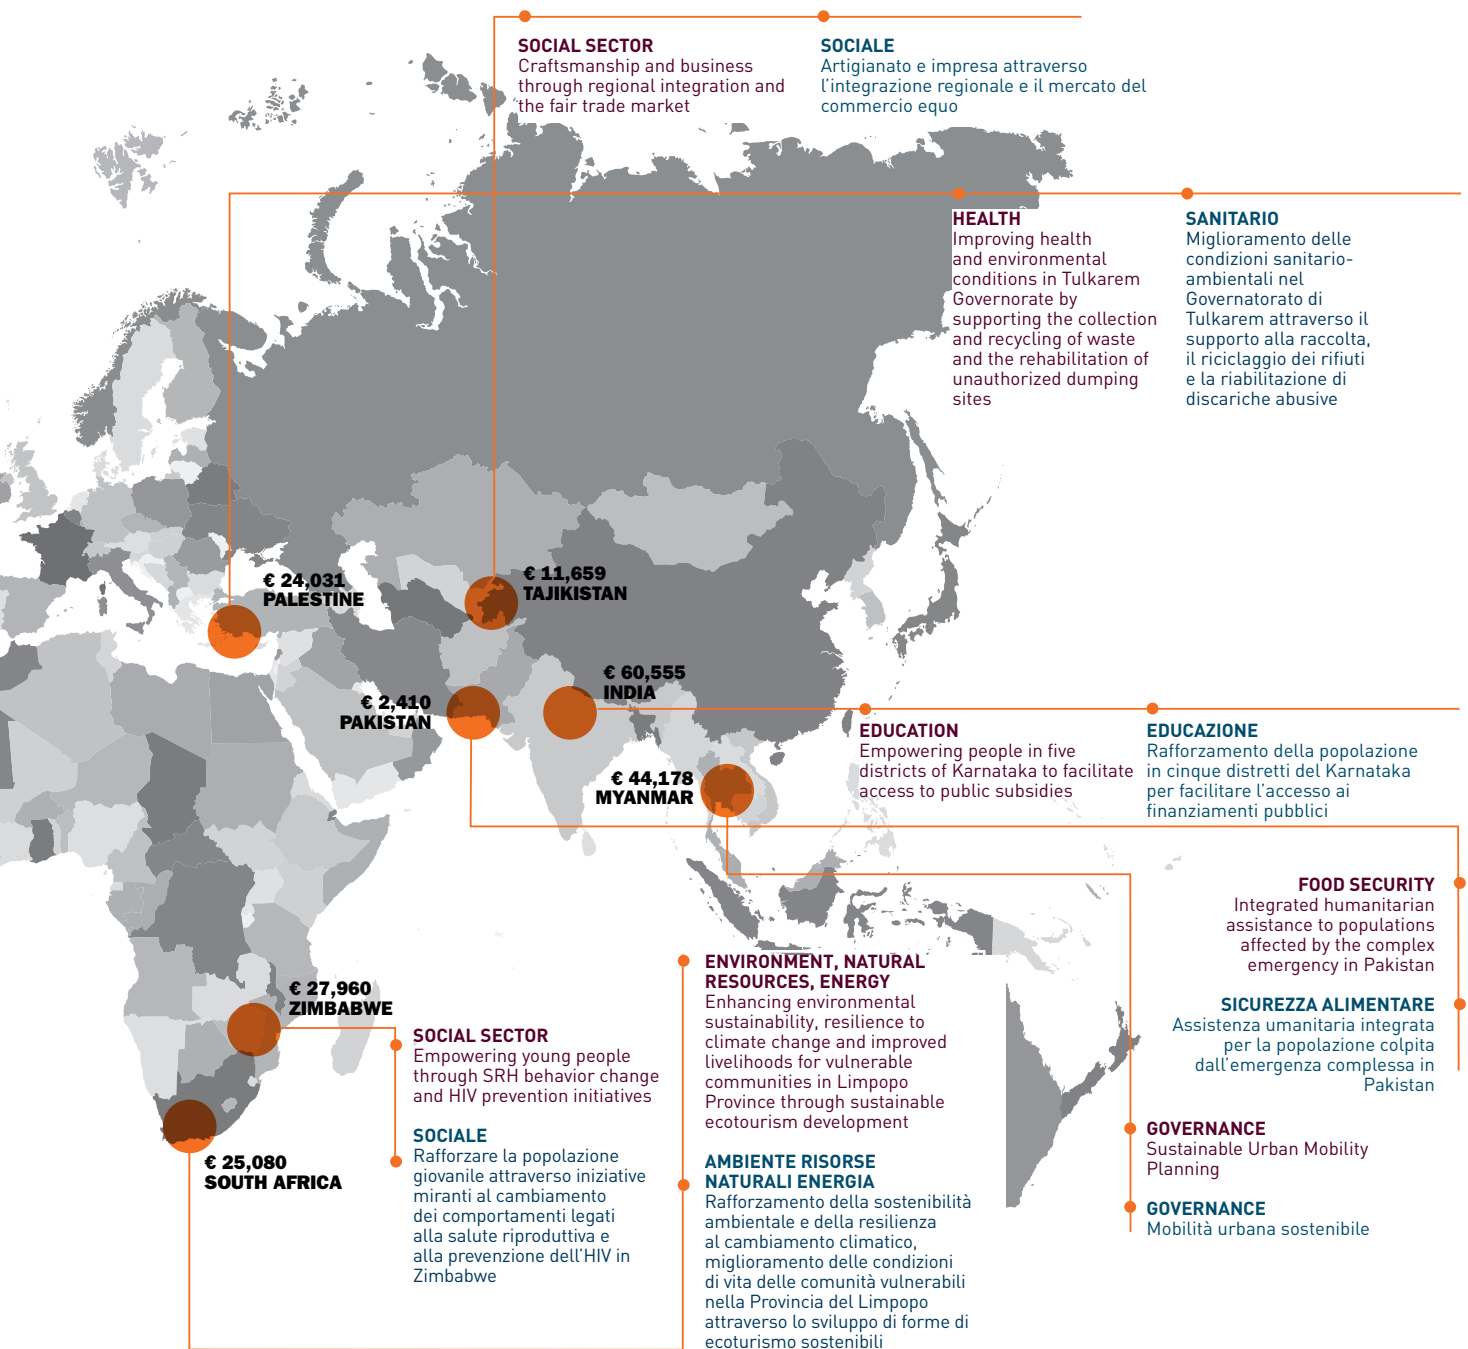 SOCIAL SECTOR
Craftsmanship and business
through regional integration and
the fair trade market
SOCIALE
Artigianato e impresa attraverso
l'integrazione regionale e il mercato del
commercio equo
HEALTH
Improving health
and environmental
conditions in Tulkarem
Governorate by
supporting the collection
and recycling of waste
and the rehabilitation of
unauthorized dumping
sites
SANITARIO
Miglioramento delle
condizioni sanitario-
ambientali nel
Governatorato di
Tulkarem attraverso il
supporto alla raccolta,
il riciclaggio dei rifiuti
e la riabilitazione di
discariche abusive
€ 24,031
PALESTINE
€ 11,659
TAJIKISTAN
€ 2,410
PAKISTAN
€ 60,555
INDIA
€ 44,178
MYANMAR
EDUCATION
Empowering people in five
districts of Karnataka to facilitate
access to public subsidies
EDUCAZIONE
Rafforzamento della popolazione
in cinque distretti del Karnataka
per facilitare l'accesso ai
finanziamenti pubblici
FOOD SECURITY
Integrated humanitarian
assistance to populations
affected by the complex
emergency in Pakistan
SICUREZZA ALIMENTARE
Assistenza umanitaria integrata
per la popolazione colpita
dall'emergenza complessa in
Pakistan
€ 27,960
ZIMBABWE
SOCIAL SECTOR
Empowering young people
through SRH behavior change
and HIV prevention initiatives
SOCIALE
Rafforzare la popolazione
giovanile attraverso iniziative
miranti al cambiamento
dei comportamenti legati
alla salute riproduttiva e
alla prevenzione dell'HIV in
Zimbabwe
€ 25,080
SOUTH AFRICA
ENVIRONMENT, NATURAL
RESOURCES, ENERGY
Enhancing environmental
sustainability, resilience to
climate change and improved
livelihoods for vulnerable
communities in Limpopo
Province through sustainable
ecotourism development
AMBIENTE RISORSE
NATURALI ENERGIA
Rafforzamento della sostenibilità
ambientale e della resilienza
al cambiamento climatico,
miglioramento delle condizioni
di vita delle comunità vulnerabili
nella Provincia del Limpopo
attraverso lo sviluppo di forme di
ecoturismo sostenibili
GOVERNANCE
Sustainable Urban Mobility
Planning
GOVERNANCE
Mobilità urbana sostenibile